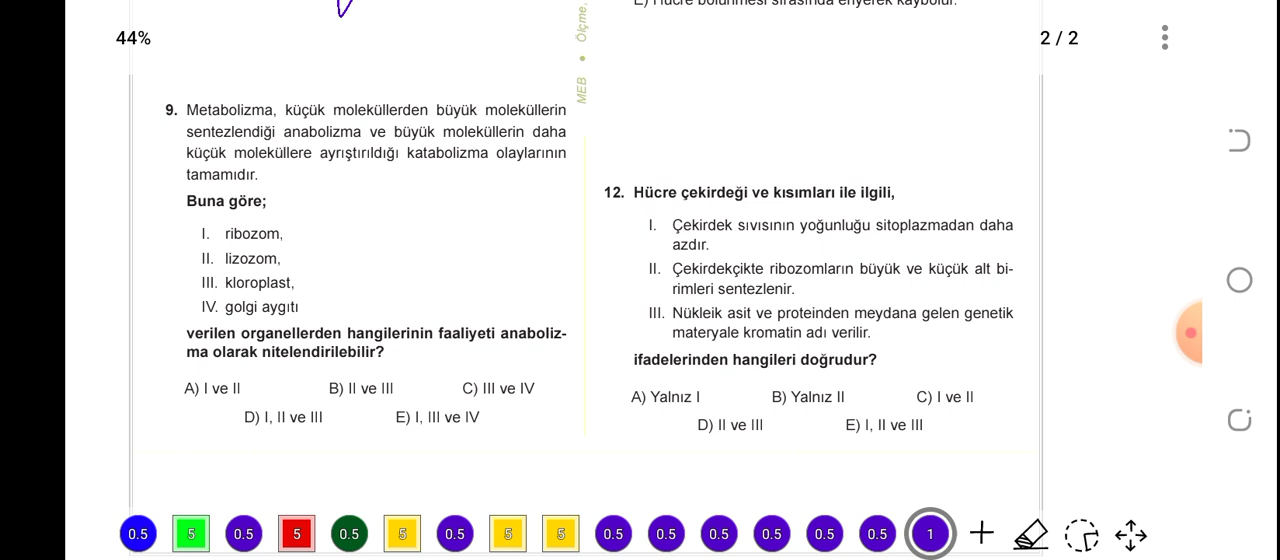 E) Hücre bölünmesi sırasında eriyerek kaybolur.
44%
2 / 2
MEB • Ölçme,
9. Metabolizma, küçük moleküllerden büyük moleküllerin
sentezlendiği anabolizma ve büyük moleküllerin daha
küçük moleküllere ayrıştırıldığı katabolizma olaylarının
tamamıdır.
Buna göre;
I. ribozom,
II. lizozom,
III. kloroplast,
IV. golgi aygıtı
verilen organellerden hangilerinin faaliyeti anaboliz-
ma olarak nitelendirilebilir?
A) I ve II B) II ve III C) III ve IV
D) I, II ve III E) I, III ve IV
12. Hücre çekirdeği ve kısımları ile ilgili,
I. Çekirdek sıvısının yoğunluğu sitoplazmadan daha
azdır.
II. Çekirdekçikte ribozomların büyük ve küçük alt bi-
rimleri sentezlenir.
III. Nükleik asit ve proteinden meydana gelen genetik
materyale kromatin adı verilir.
ifadelerinden hangileri doğrudur?
A) Yalnız I B) Yalnız II C) I ve II
D) II ve III E) I, II ve III
0.5 5 0.5 5 0.5 5 0.5 5 5 0.5 0.5 0.5 0.5 0.5 0.5 1